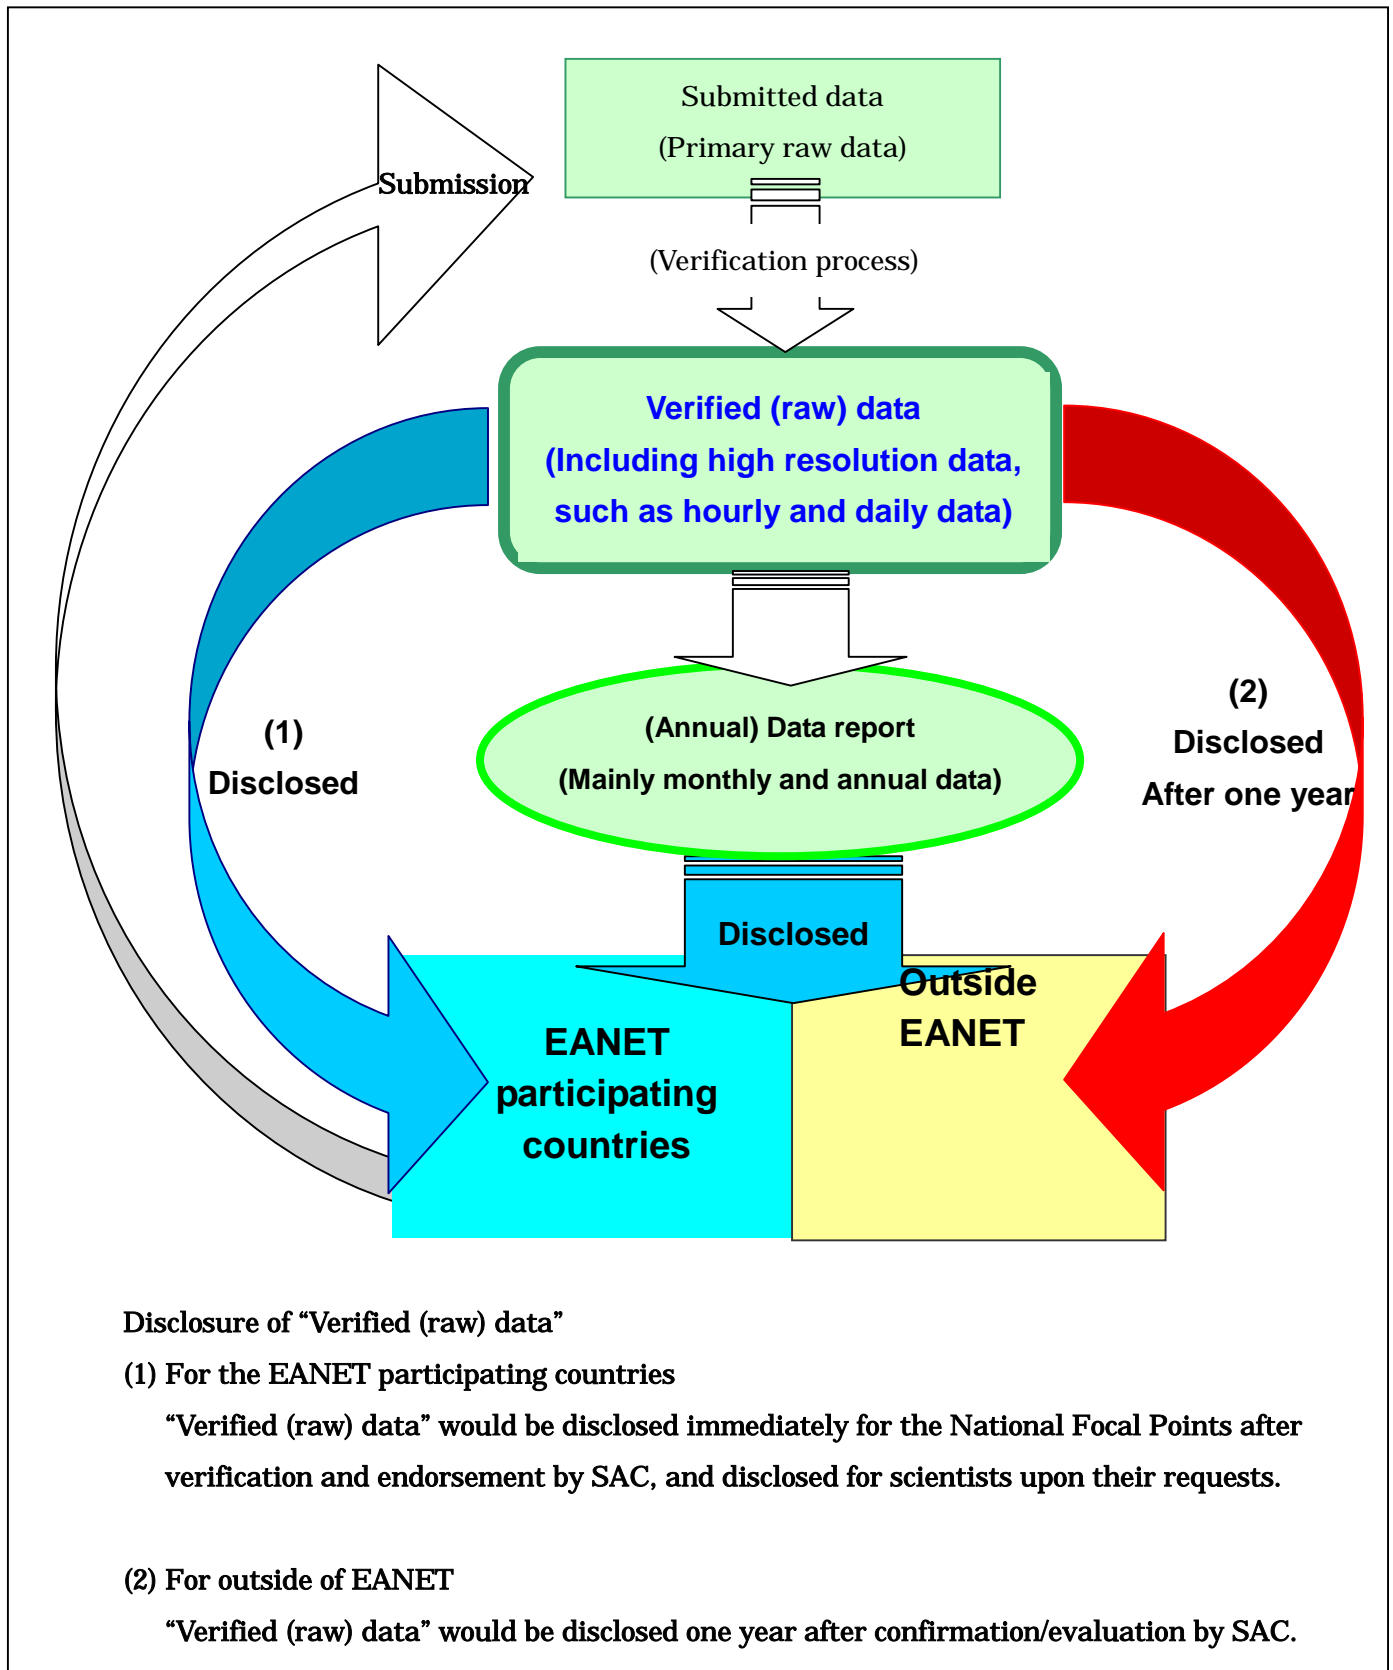 Submitted data
(Primary raw data)
Submission
(Verification process)
Verified (raw) data
(Including high resolution data,
such as hourly and daily data)
(1)
Disclosed
(Annual) Data report
(Mainly monthly and annual data)
(2)
Disclosed
After one year
Disclosed
EANET
participating
countries
Outside
EANET
Disclosure of “Verified (raw) data”
(1) For the EANET participating countries
“Verified (raw) data” would be disclosed immediately for the National Focal Points after
verification and endorsement by SAC, and disclosed for scientists upon their requests.
(2) For outside of EANET
“Verified (raw) data” would be disclosed one year after confirmation/evaluation by SAC.